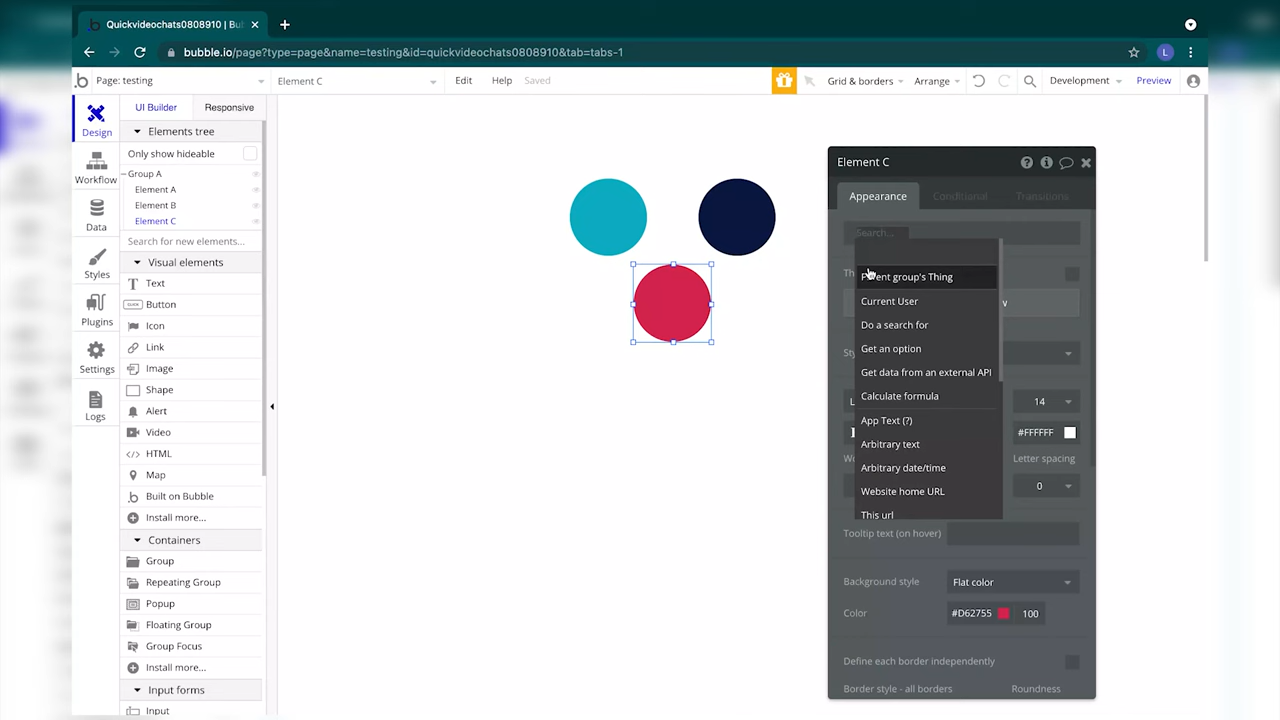 Quickvideochats0808910 | Bu
bubble.io/page?type=page&name=testing&id=quickvideochats0808910&tab=tabs-1
L
Page: testing
Element C
Edit
Help
Saved
Grid & borders
Arrange
Development
Preview
Design
Workflow
Data
Styles
Plugins
Settings
Logs
UI Builder
Responsive
Elements tree
Only show hideable
Group A
Element A
Element B
Element C
Search for new elements...
Visual elements
Text
CLICK
Button
Icon
Link
Image
Shape
Alert
Video
</> HTML
Map
Built on Bubble
Install more...
Containers
Group
Repeating Group
Popup
Floating Group
Group Focus
Install more...
Input forms
Input
Element C
Appearance
Conditional
Transitions
Search...
Th
Parent group's Thing
Current User
Do a search for
Get an option
Get data from an external API
Calculate formula
App Text (?)
Arbitrary text
Arbitrary date/time
Website home URL
This url
w
Sty
L
14
#FFFFFF
Wo
Letter spacing
0
Tooltip text (on hover)
Background style
Flat color
Color
#D62755
100
Define each border independently
Border style - all borders
Roundness